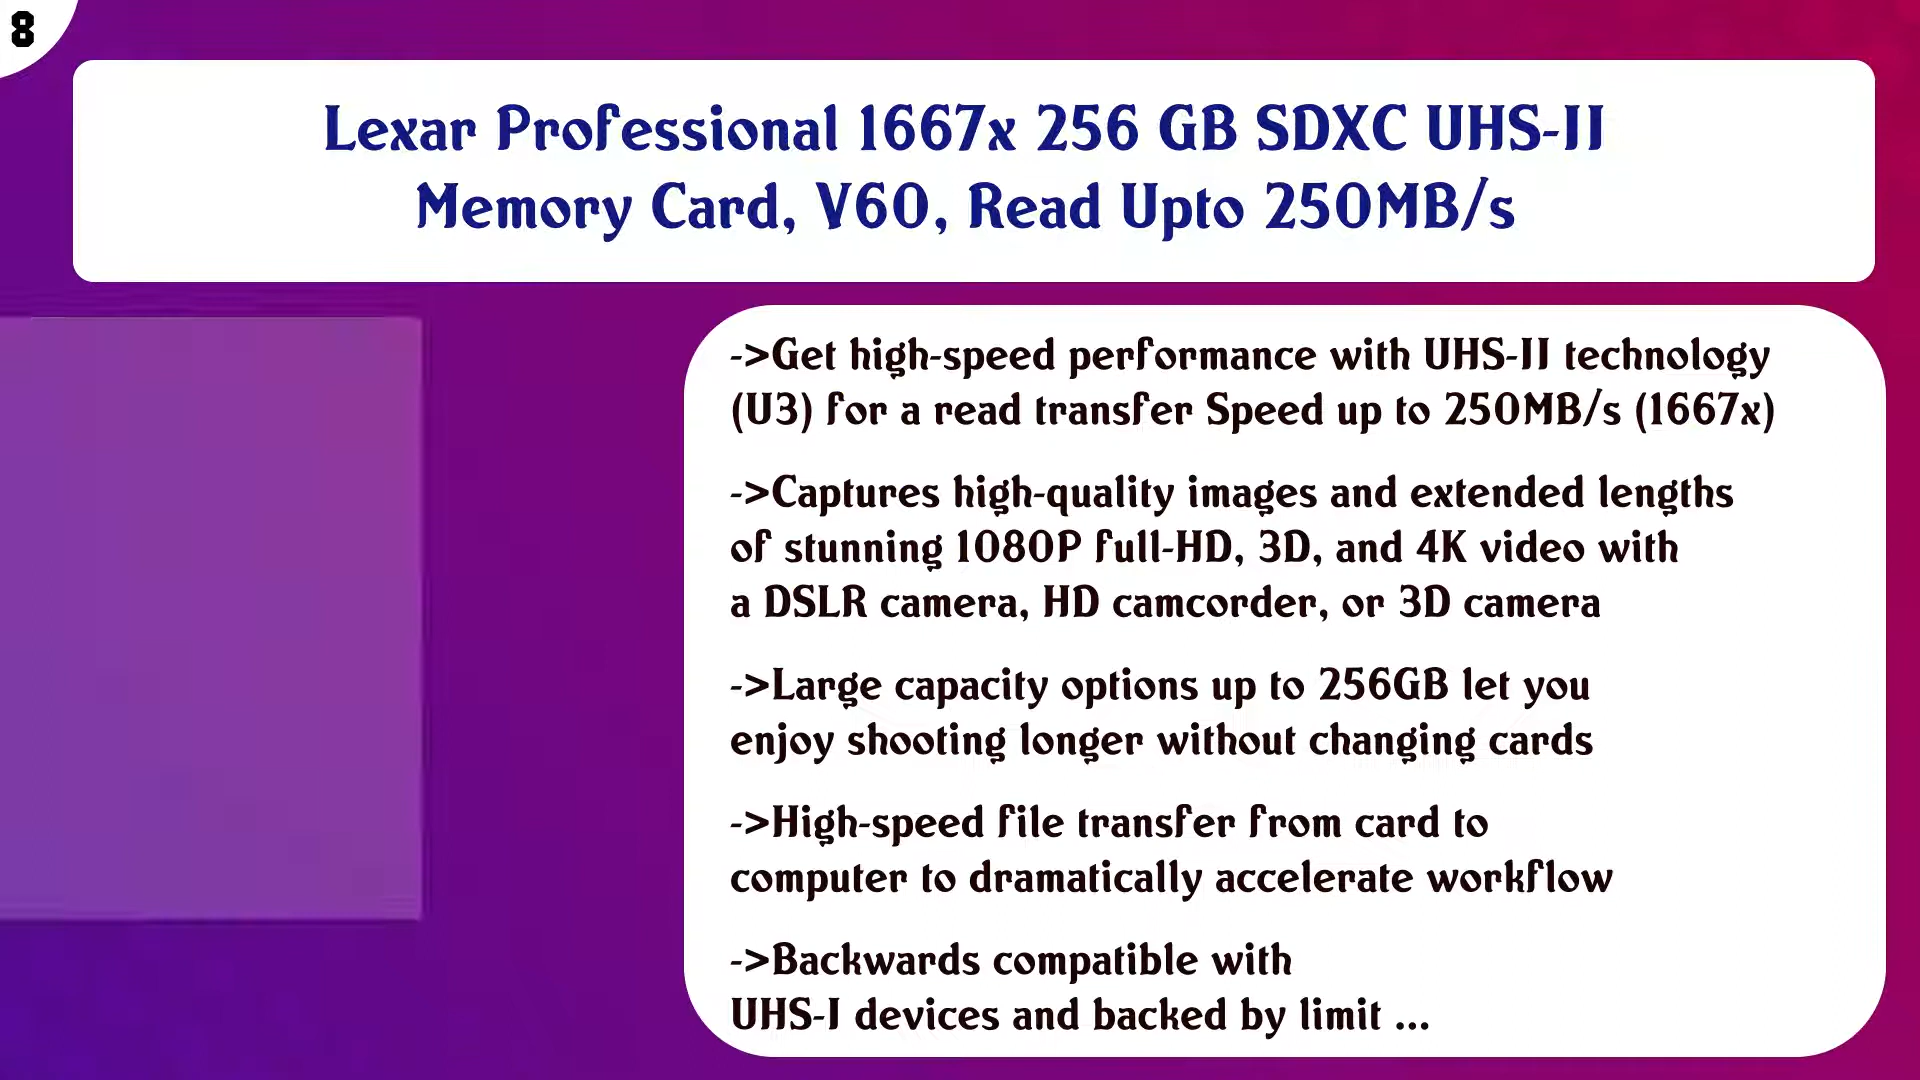 8
Lexar Professional 1667x 256 GB SDXC UHS-II
Memory Card, V60, Read Upto 250MB/s
->Get high-speed performance with UHS-II technology
(U3) for a read transfer Speed up to 250MB/s (1667x)
->Captures high-quality images and extended lengths
of stunning 1080P full-HD, 3D, and 4K video with
a DSLR camera, HD camcorder, or 3D camera
->Large capacity options up to 256GB let you
enjoy shooting longer without changing cards
->High-speed file transfer from card to
computer to dramatically accelerate workflow
->Backwards compatible with
UHS-I devices and backed by limit ...